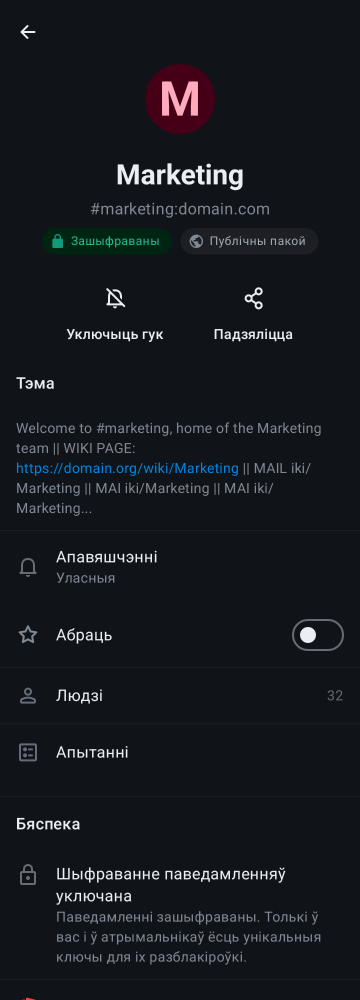 M
Marketing
#marketing:domain.com
Зашыфраваны
Публічны пакой
Уключыць гук
Падзяліцца
Тэма
Welcome to #marketing, home of the Marketing
team || WIKI PAGE:
https://domain.org/wiki/Marketing || MAIL iki/
Marketing || MAI iki/Marketing || MAI iki/
Marketing...
Апавяшчэнні
Уласныя
Абраць
Людзі 32
Апытанні
Бяспека
Шыфраванне паведамленняў
уключана
Паведамленні зашыфраваны. Толькі ў
вас і ў атрымальнікаў ёсць унікальныя
ключы для іх разблакіроўкі.